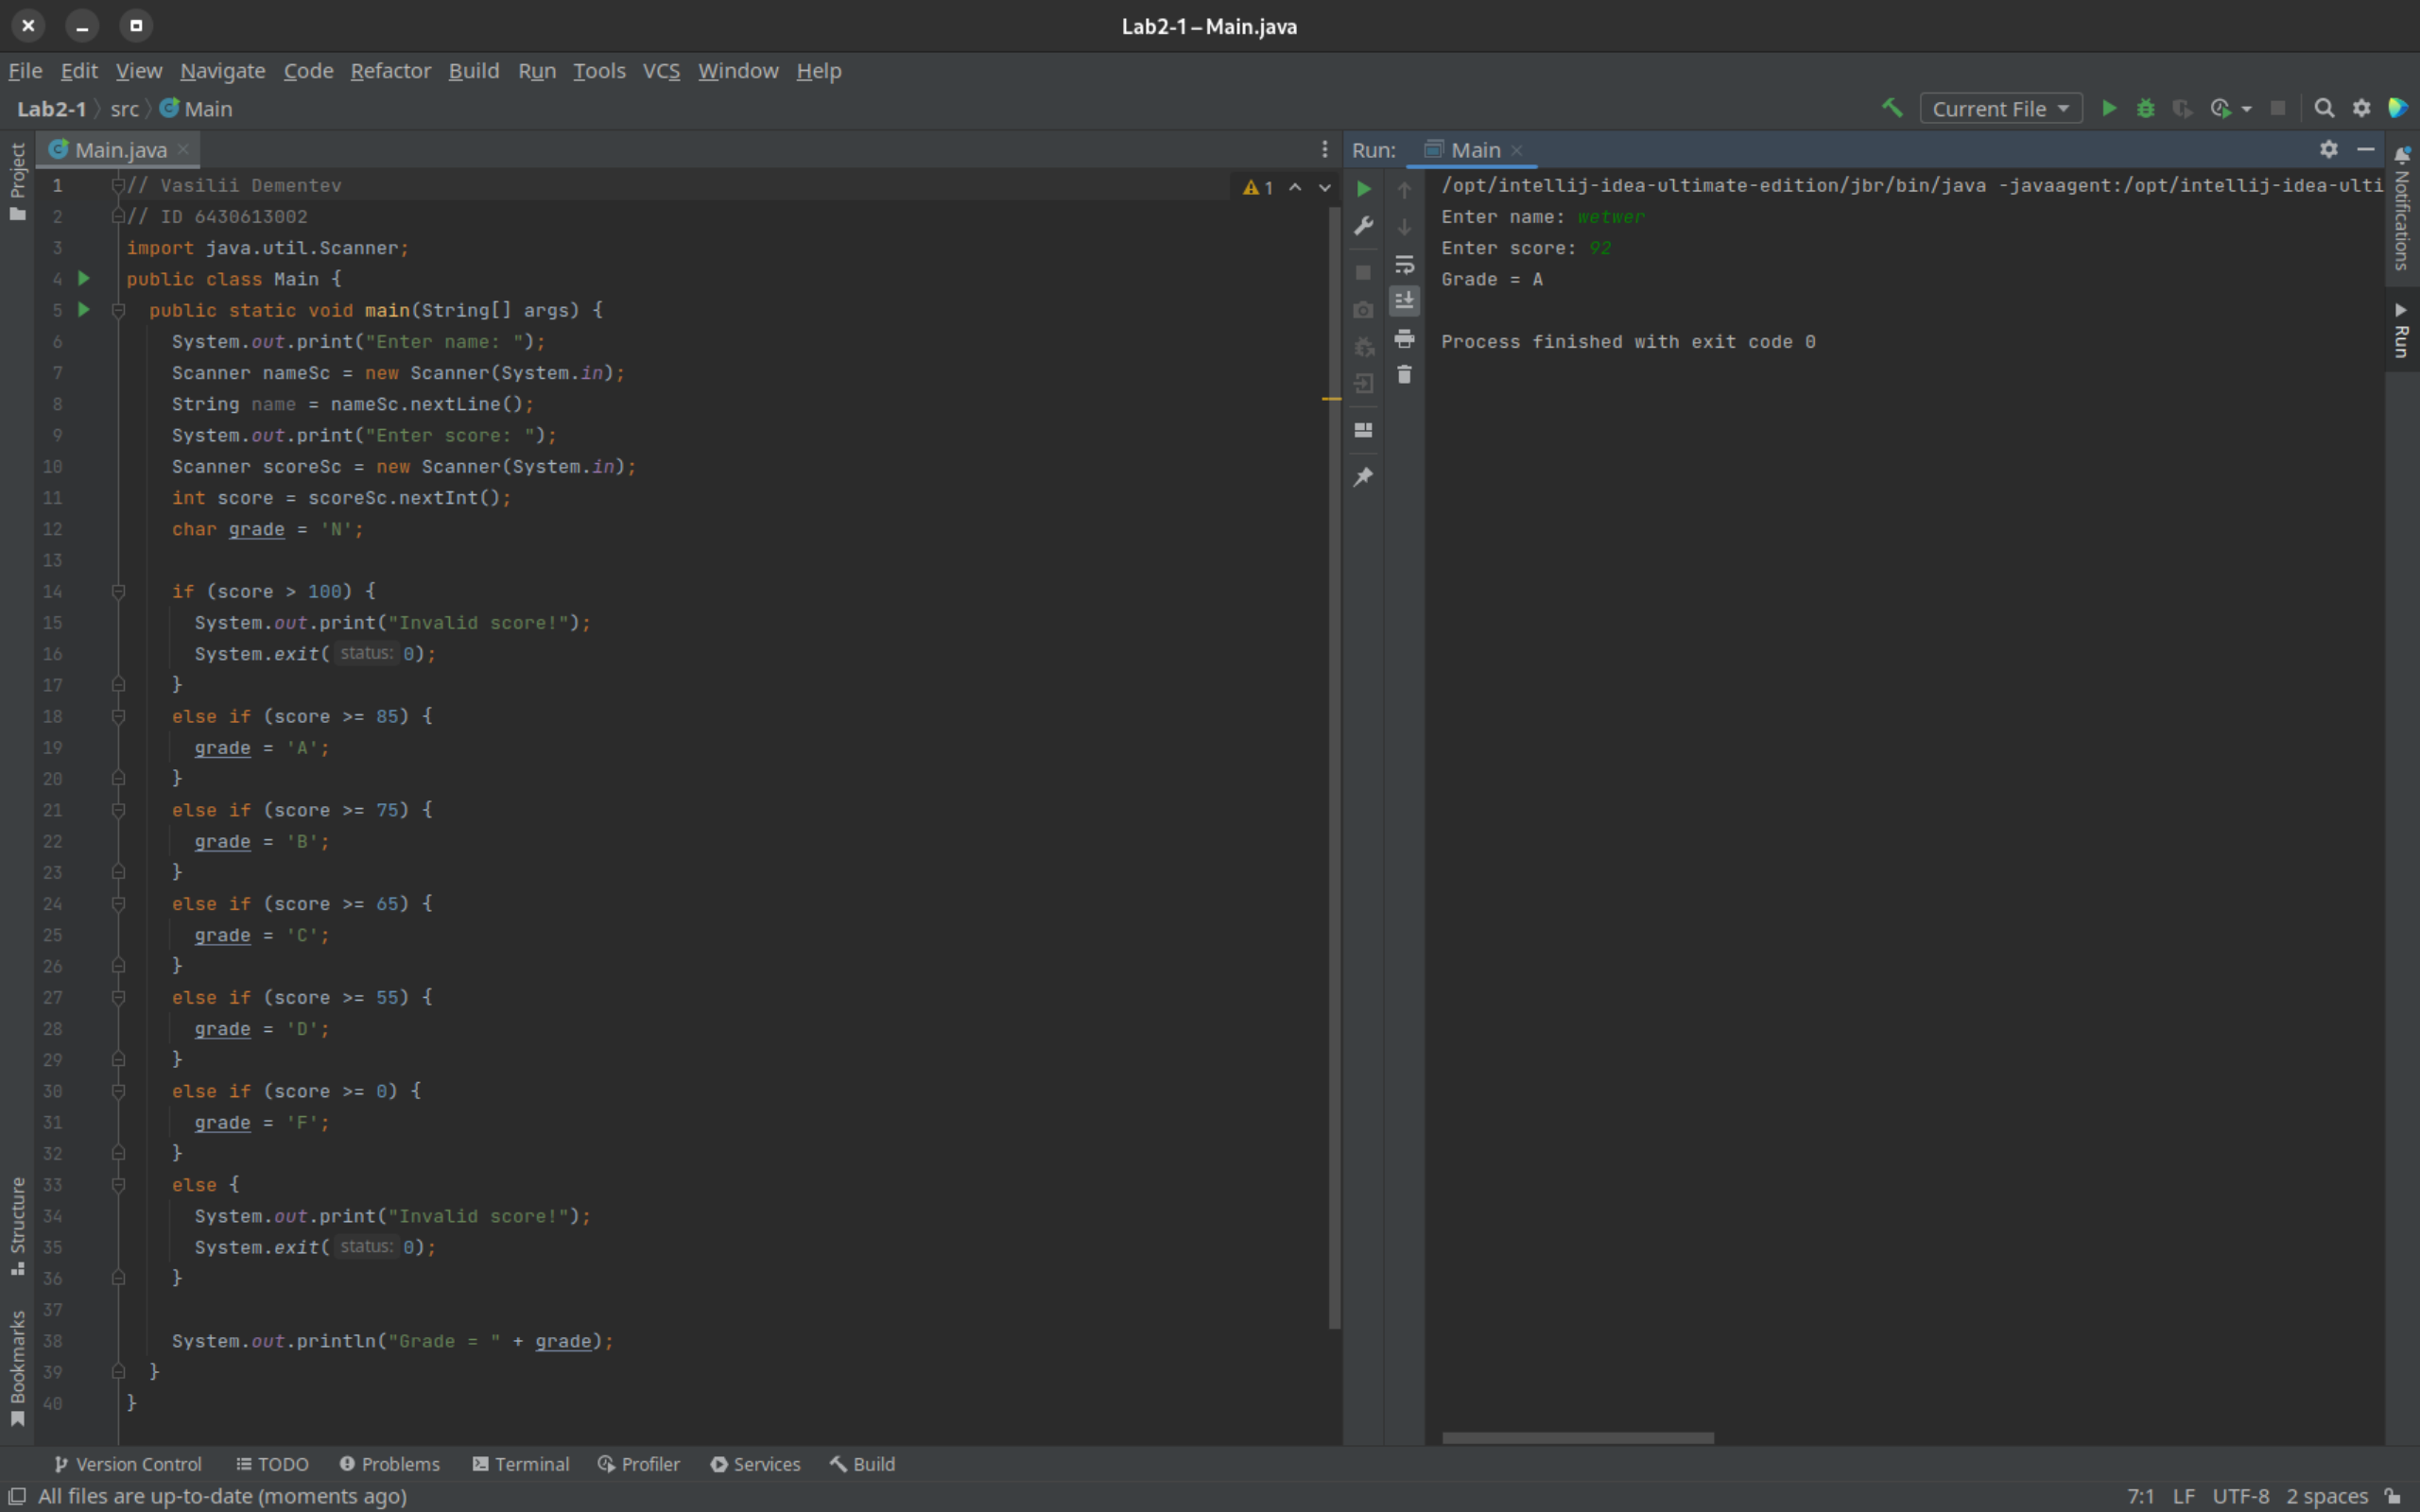 Lab2-1 – Main.java
File Edit View Navigate Code Refactor Build Run Tools VCS Window Help
Lab2-1 src Main
Current File
Project
Main.java
1 // Vasilii Dementev
2 // ID 6430613002
3 import java.util.Scanner;
4 public class Main {
5 public static void main(String[] args) {
6 System.out.print("Enter name: ");
7 Scanner nameSc = new Scanner(System.in);
8 String name = nameSc.nextLine();
9 System.out.print("Enter score: ");
10 Scanner scoreSc = new Scanner(System.in);
11 int score = scoreSc.nextInt();
12 char grade = 'N';
13
14 if (score > 100) {
15 System.out.print("Invalid score!");
16 System.exit( status: 0);
17 }
18 else if (score >= 85) {
19 grade = 'A';
20 }
21 else if (score >= 75) {
22 grade = 'B';
23 }
24 else if (score >= 65) {
25 grade = 'C';
26 }
27 else if (score >= 55) {
28 grade = 'D';
29 }
30 else if (score >= 0) {
31 grade = 'F';
32 }
33 else {
34 System.out.print("Invalid score!");
35 System.exit( status: 0);
36 }
37
38 System.out.println("Grade = " + grade);
39 }
40 }
1
Run: Main
/opt/intellij-idea-ultimate-edition/jbr/bin/java -javaagent:/opt/intellij-idea-ulti
Enter name: wetwer
Enter score: 92
Grade = A
Process finished with exit code 0
Notifications
Run
Structure
Bookmarks
Version Control TODO Problems Terminal Profiler Services Build
All files are up-to-date (moments ago)
7:1 LF UTF-8 2 spaces